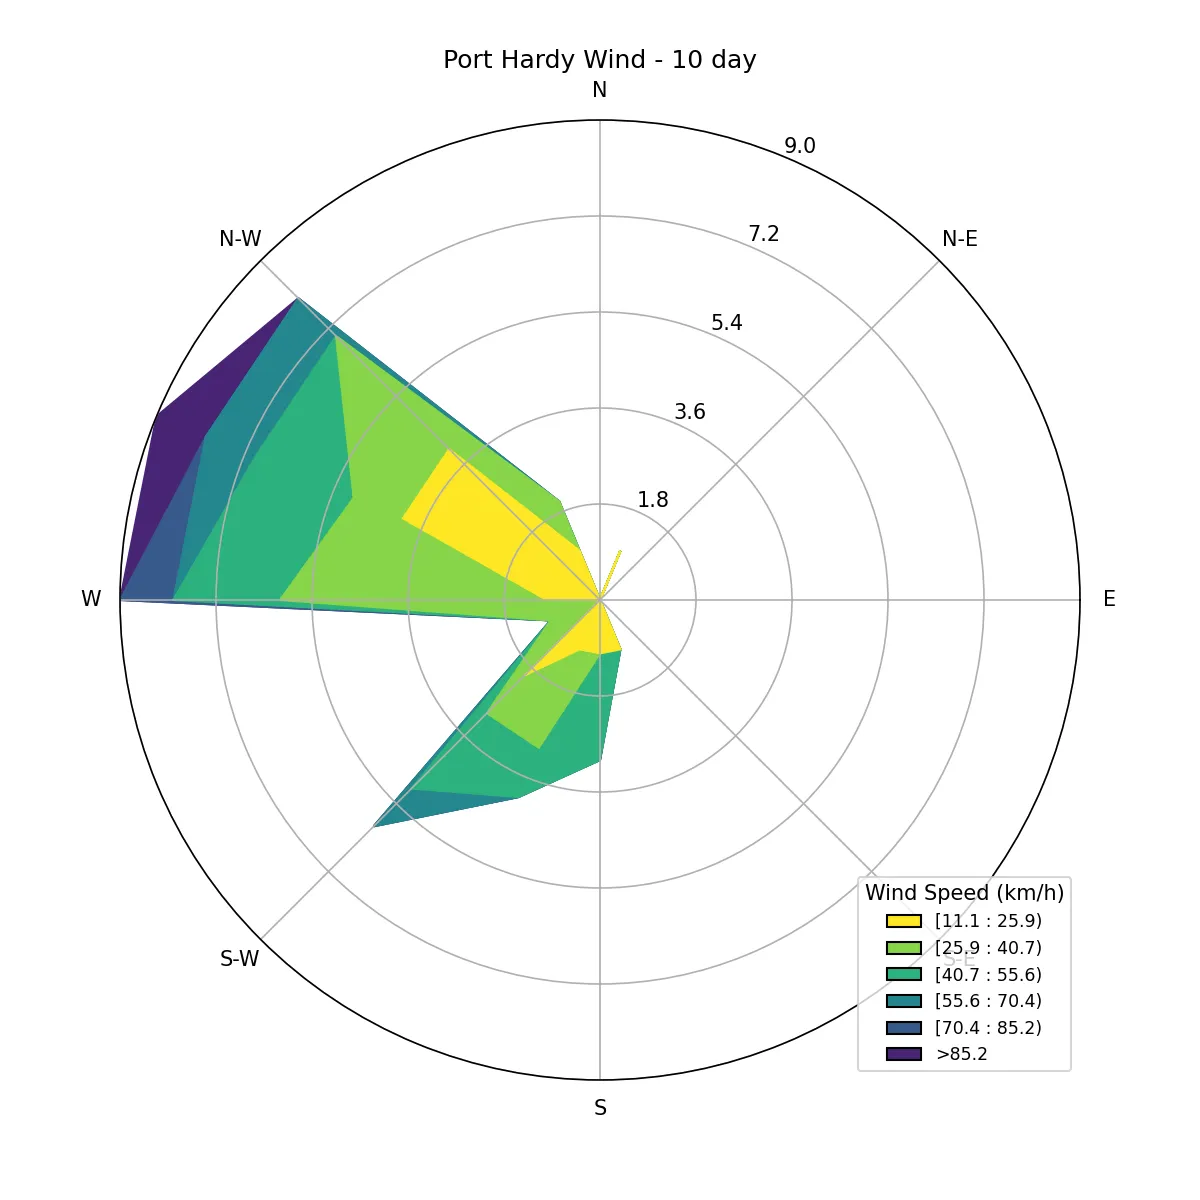 Port Hardy Wind - 10 day
N
9.0
N-W
N-E
7.2
5.4
3.6
1.8
W
E
S-W
S-E
S
Wind Speed (km/h)
[11.1 : 25.9)
[25.9 : 40.7)
[40.7 : 55.6)
[55.6 : 70.4)
[70.4 : 85.2)
>85.2